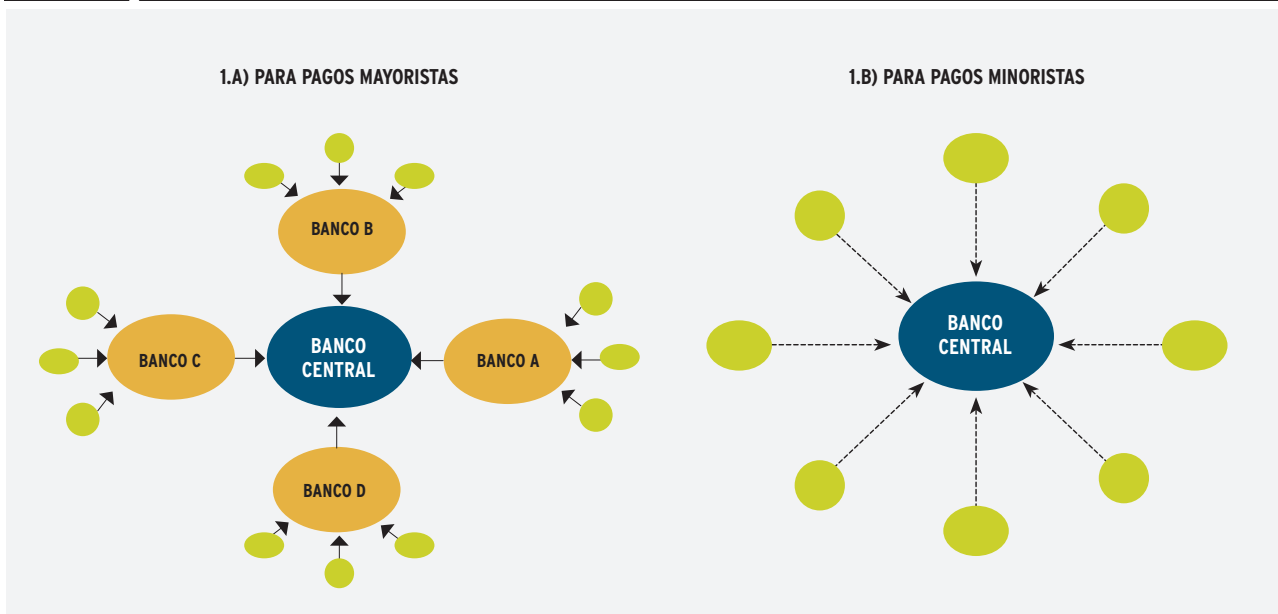 1.A) PARA PAGOS MAYORISTAS
BANCO B
BANCO C
BANCO
CENTRAL
BANCO A
BANCO D
1.B) PARA PAGOS MINORISTAS
BANCO
CENTRAL